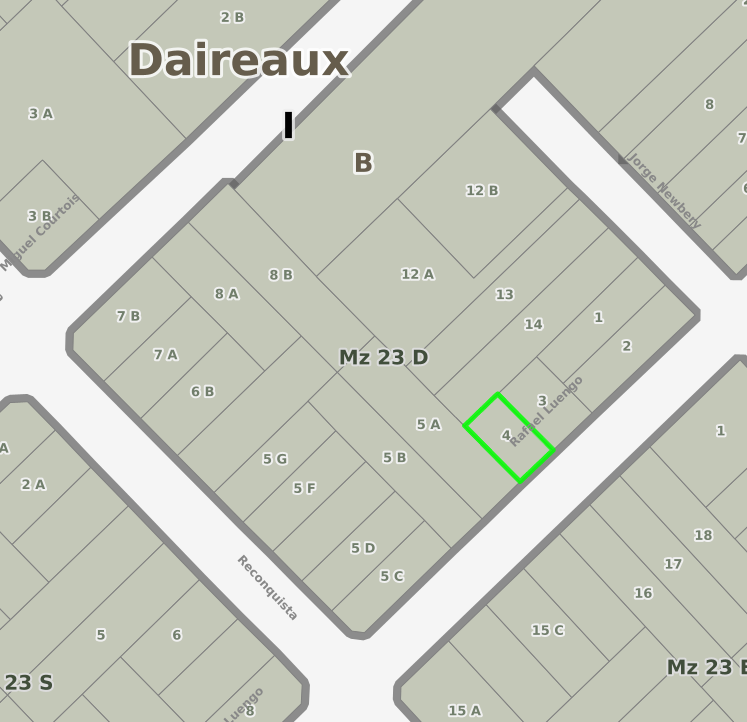 2 B
Daireaux
3 A
I
B
8
7
Jorge Newbery
3 B
Miguel Courtois
12 B
12 A
8 B
8 A
13
7 B
14
1
2
7 A
Mz 23 D
6 B
3
Rafael Luengo
5 A
4
1
A
5 G
5 B
2 A
5 F
18
5 D
17
5 C
16
Reconquista
5
6
15 C
Mz 23 E
23 S
Luengo
8
15 A